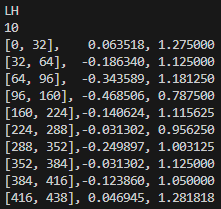 LH
10
[0, 32],    0.063518, 1.275000
[32, 64],  -0.186340, 1.125000
[64, 96],  -0.343589, 1.181250
[96, 160], -0.468506, 0.787500
[160, 224],-0.140624, 1.115625
[224, 288],-0.031302, 0.956250
[288, 352],-0.249897, 1.003125
[352, 384],-0.031302, 1.125000
[384, 416],-0.123860, 1.050000
[416, 438], 0.046945, 1.281818